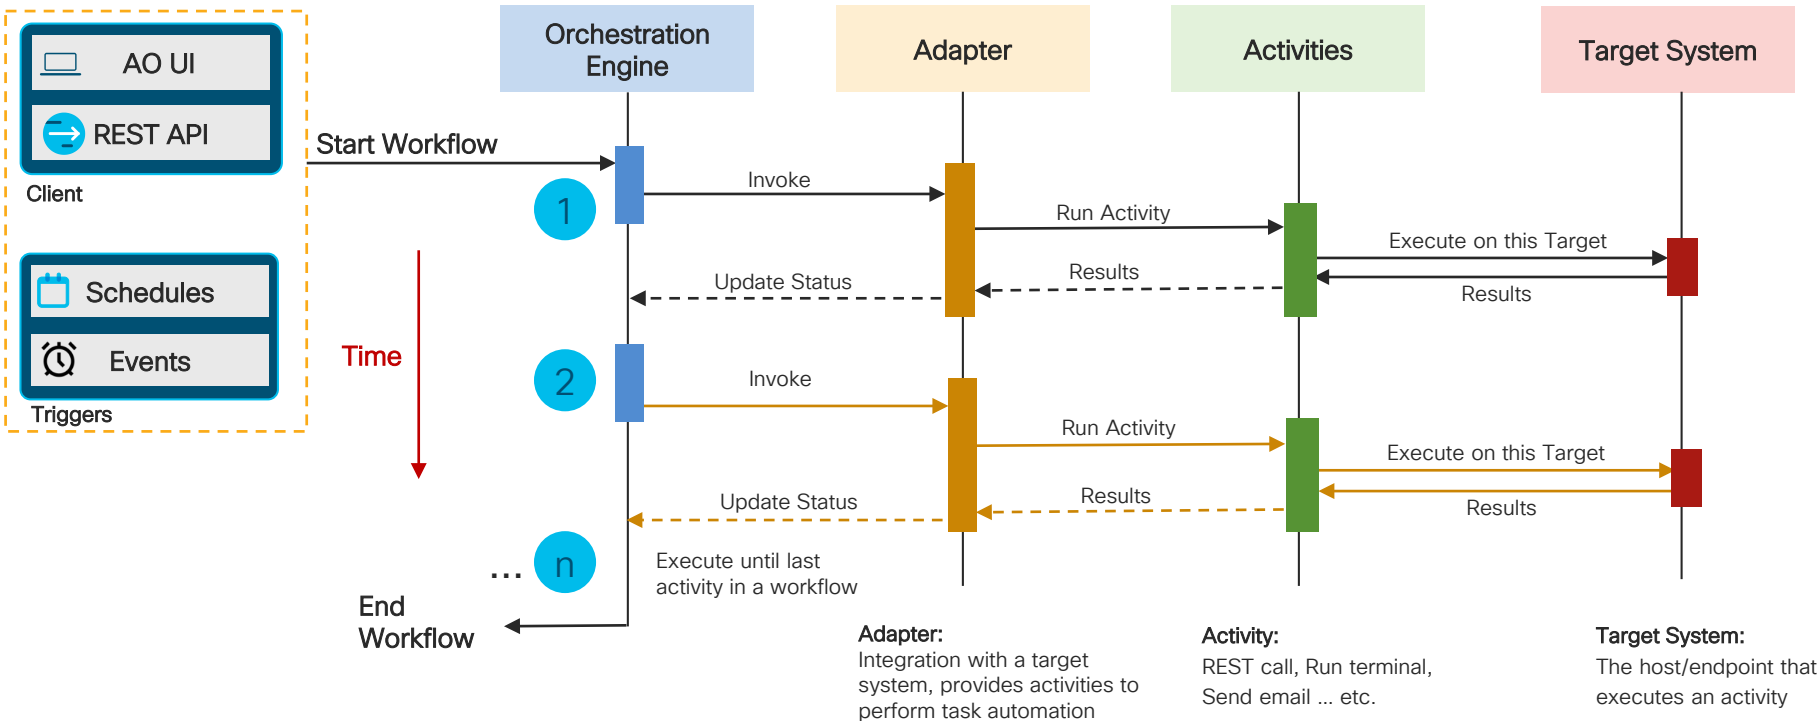 AO UI
REST API
Client
Schedules
Events
Triggers
Start Workflow
Time
Orchestration
Engine
Adapter
Activities
Target System
1
Invoke
Run Activity
Execute on this Target
Results
Results
Update Status
2
Invoke
Run Activity
Execute on this Target
Results
Results
Update Status
... n
Execute until last
activity in a workflow
End
Workflow
Adapter:
Integration with a target
system, provides activities to
perform task automation
Activity:
REST call, Run terminal,
Send email ... etc.
Target System:
The host/endpoint that
executes an activity